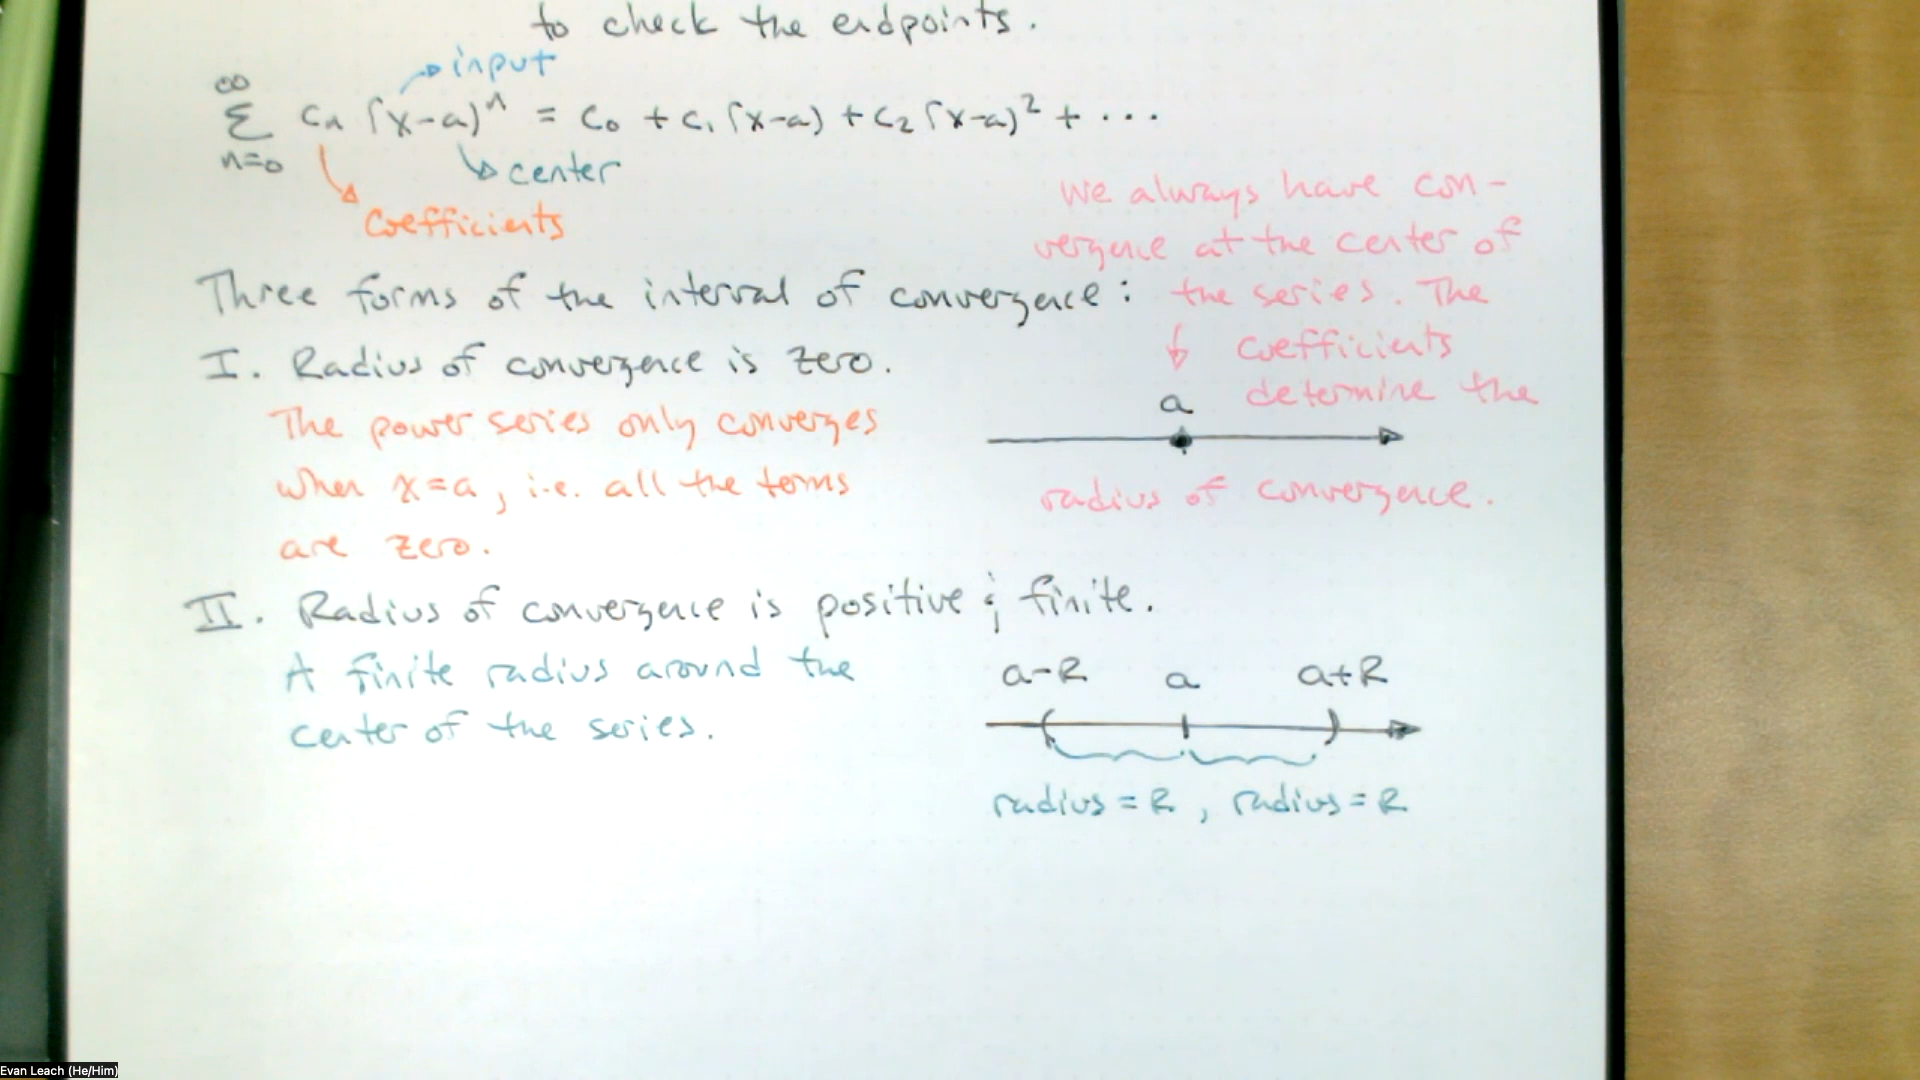 to check the endpoints.
input
∞
Σ cₙ (x-a)ⁿ = c₀ + c₁ (x-a) + c₂ (x-a)² + ...
n=0
center
coefficients
We always have con-
vergence at the center of
the series. The
coefficients
determine the
radius of convergence.
Three forms of the interval of convergence:
I. Radius of convergence is zero.
The power series only converges
when x=a, i.e. all the terms
are zero.
a
II. Radius of convergence is positive & finite.
A finite radius around the
center of the series.
a-R a a+R
radius = R, radius = R
Evan Leach (He/Him)